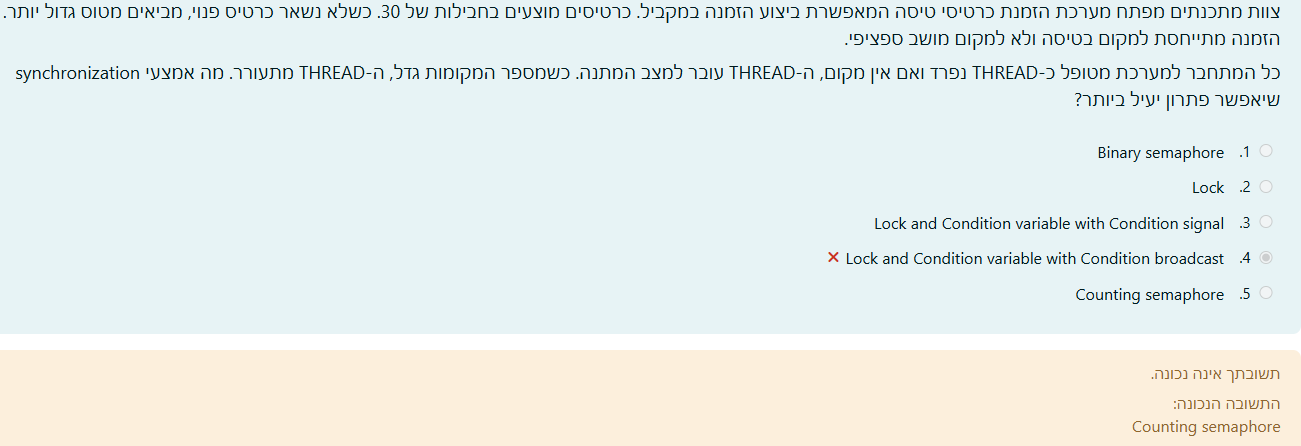 צוות מתכנתים מפתח מערכת הזמנת כרטיסי טיסה המאפשרת ביצוע הזמנה במקביל. כרטיסים מוצעים בחבילות של 30. כשלא נשאר כרטיס פנוי, מביאים מטוס גדול יותר.
הזמנה מתייחסת למקום בטיסה ולא למקום מושב ספציפי.
כל המתחבר למערכת מטופל כ-THREAD נפרד ואם אין מקום, ה-THREAD עובר למצב המתנה. כשמספר המקומות גדל, ה-THREAD מתעורר. מה אמצעי synchronization
שיאפשר פתרון יעיל ביותר?
1. Binary semaphore
2. Lock
3. Lock and Condition variable with Condition signal
4. Lock and Condition variable with Condition broadcast
5. Counting semaphore
תשובתך אינה נכונה.
התשובה הנכונה:
Counting semaphore